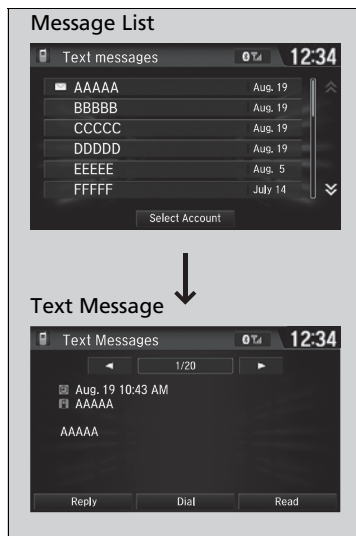 Message List
Text messages 12:34
AAAAA Aug. 19
BBBBB Aug. 19
CCCCC Aug. 19
DDDDD Aug. 19
EEEEE Aug. 5
FFFFF July 14
Select Account
Text Message
Text Messages 12:34
1/20
Aug. 19 10:43 AM
AAAAA
AAAAA
Reply Dial Read